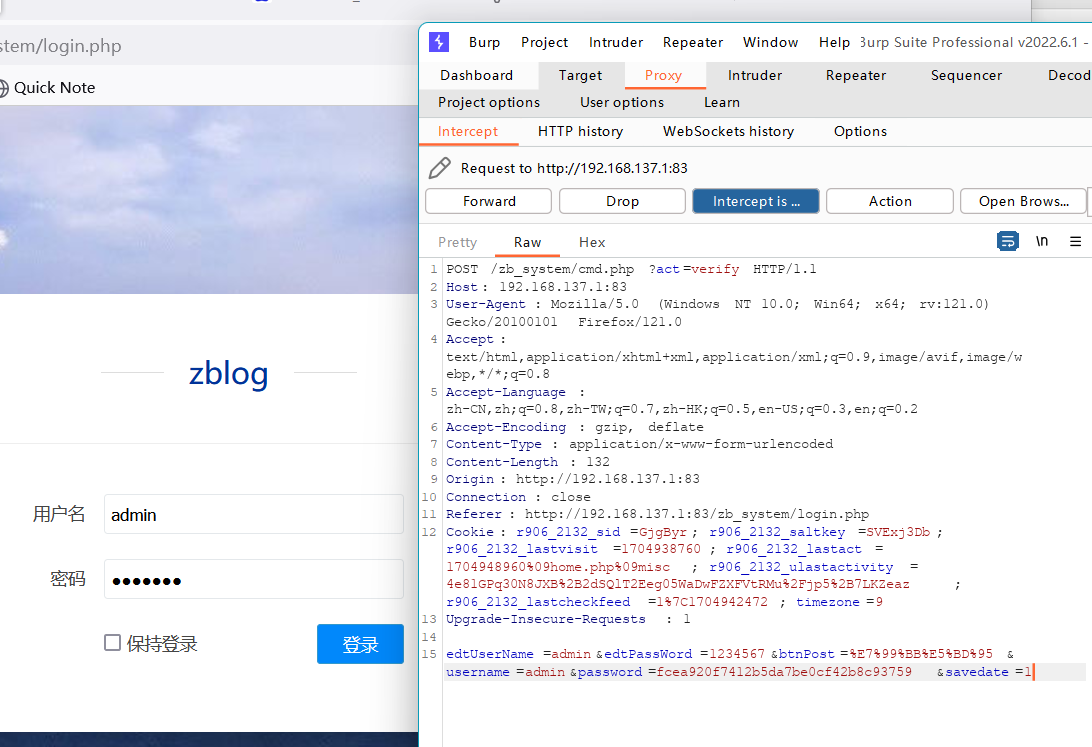 stem/login.php
Quick Note
zblog
用户名
admin
密码
保持登录
登录
Burp Project Intruder Repeater Window Help Burp Suite Professional v2022.6.1 -
Dashboard Target Proxy Intruder Repeater Sequencer Decod
Project options User options Learn
Intercept HTTP history WebSockets history Options
Request to http://192.168.137.1:83
Forward Drop Intercept is ... Action Open Brows...
Pretty Raw Hex \n
1 POST /zb_system/cmd.php ?act=verify HTTP/1.1
2 Host: 192.168.137.1:83
3 User-Agent : Mozilla/5.0 (Windows NT 10.0; Win64; x64; rv:121.0)
Gecko/20100101 Firefox/121.0
4 Accept :
text/html,application/xhtml+xml,application/xml;q=0.9,image/avif,image/w
ebp,*/*;q=0.8
5 Accept-Language :
zh-CN,zh;q=0.8,zh-TW;q=0.7,zh-HK;q=0.5,en-US;q=0.3,en;q=0.2
6 Accept-Encoding : gzip, deflate
7 Content-Type : application/x-www-form-urlencoded
8 Content-Length : 132
9 Origin : http://192.168.137.1:83
10 Connection : close
11 Referer : http://192.168.137.1:83/zb_system/login.php
12 Cookie : r906_2132_sid =GjgByr ; r906_2132_saltkey =SVExj3Db ;
r906_2132_lastvisit =1704938760 ; r906_2132_lastact =
1704948960%09home.php%09misc ; r906_2132_ulastactivity =
4e81GPq30N8JXB%2B2dSQlT2Eeg05WaDwFZXFVtRMu%2Fjp5%2B7LKZeaz ;
r906_2132_lastcheckfeed =1%7C1704942472 ; timezone =9
13 Upgrade-Insecure-Requests : 1
14
15 edtUserName =admin &edtPassWord =1234567 &btnPost =%E7%99%BB%E5%BD%95 &
username =admin &password =fcea920f7412b5da7be0cf42b8c93759 &savedate =1